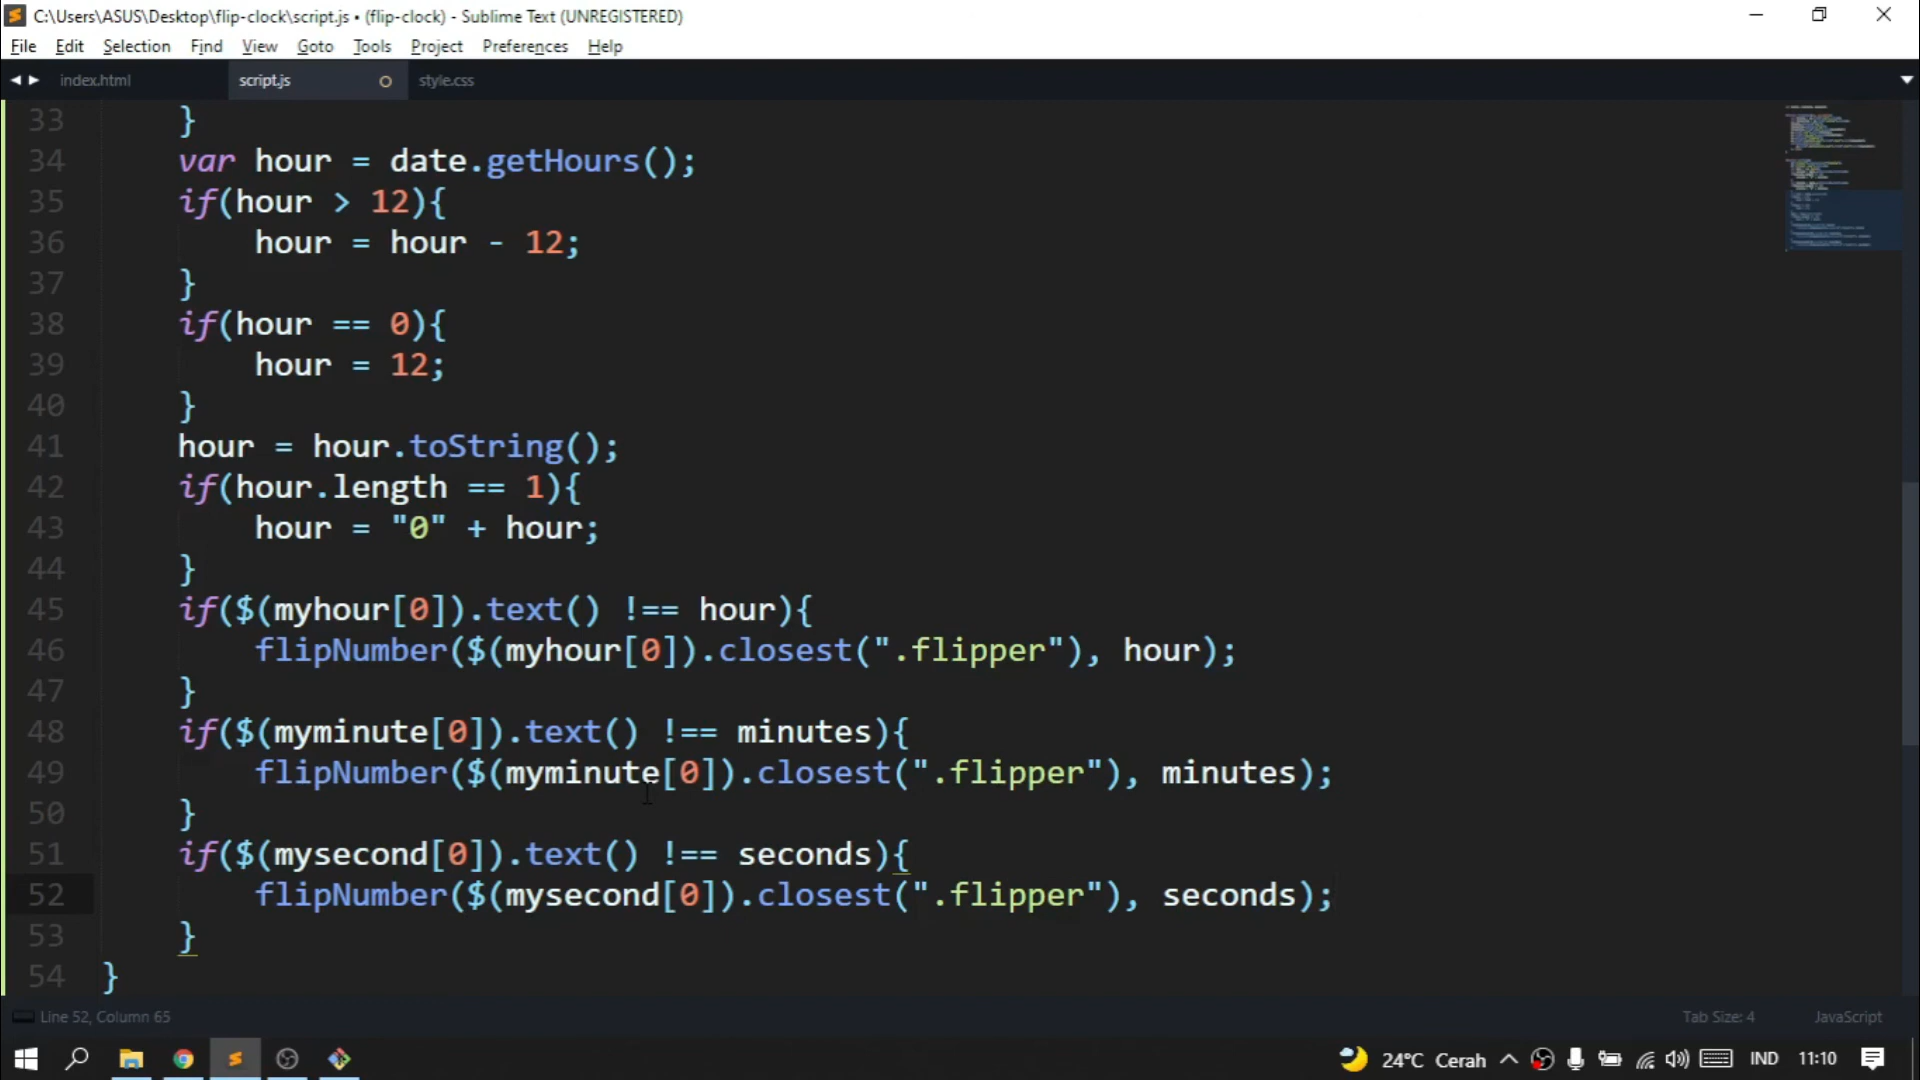 C:\Users\ASUS\Desktop\flip-clock\script.js • (flip-clock) - Sublime Text (UNREGISTERED)
File Edit Selection Find View Goto Tools Project Preferences Help
index.html script.js style.css
33 }
34 var hour = date.getHours();
35 if(hour > 12){
36 hour = hour - 12;
37 }
38 if(hour == 0){
39 hour = 12;
40 }
41 hour = hour.toString();
42 if(hour.length == 1){
43 hour = "0" + hour;
44 }
45 if($(myhour[0]).text() !== hour){
46 flipNumber($(myhour[0]).closest(".flipper"), hour);
47 }
48 if($(myminute[0]).text() !== minutes){
49 flipNumber($(myminute[0]).closest(".flipper"), minutes);
50 }
51 if($(mysecond[0]).text() !== seconds){
52 flipNumber($(mysecond[0]).closest(".flipper"), seconds);
53 }
54 }
Line 52, Column 65 Tab Size: 4 JavaScript
24°C Cerah IND 11:10